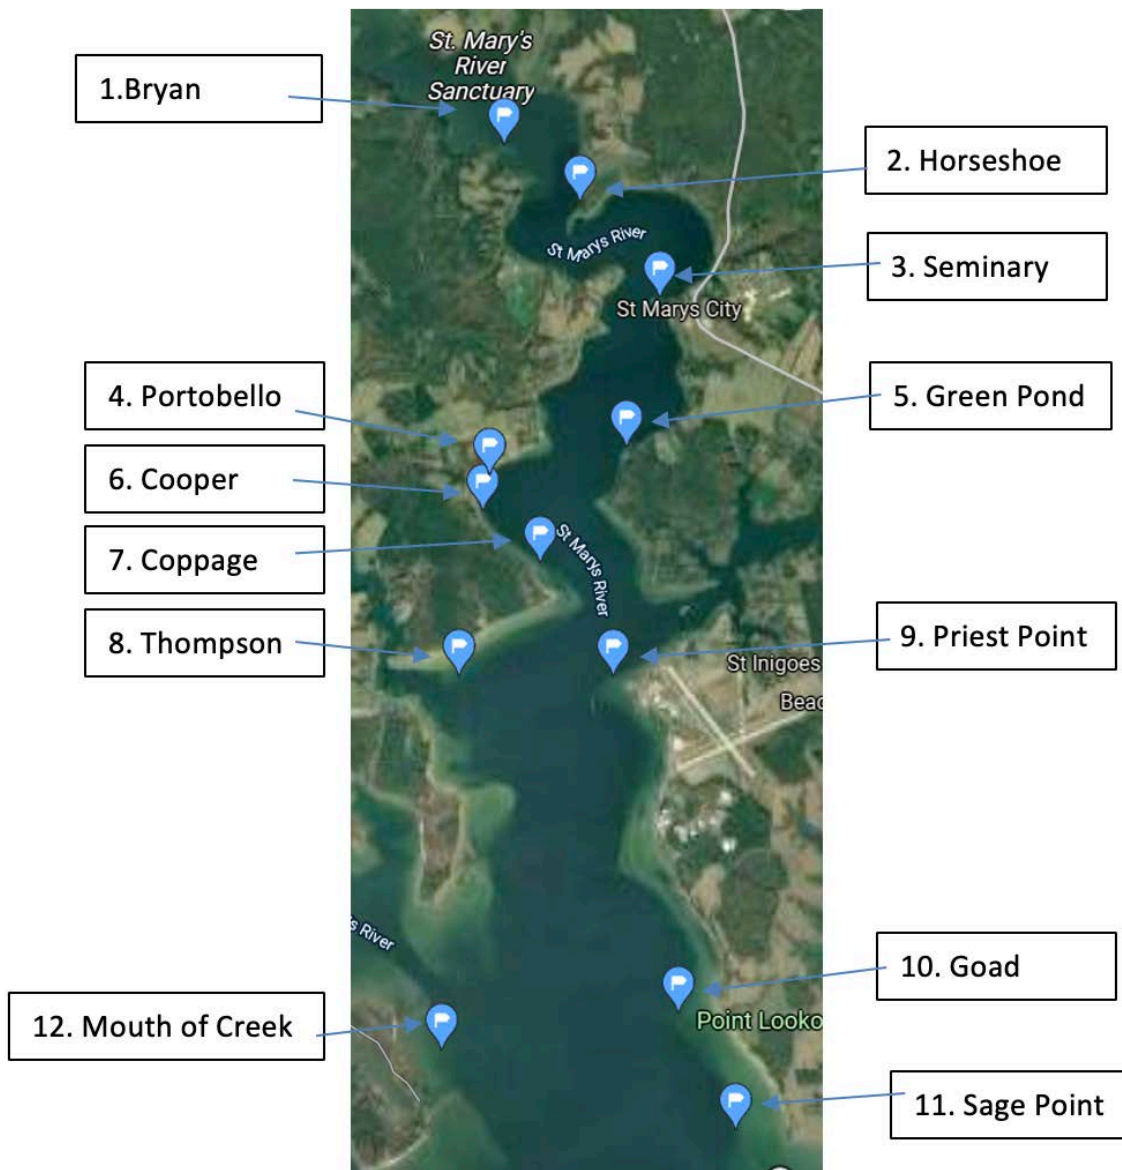 St. Mary's
River
Sanctuary
1.Bryan
2. Horseshoe
St Marys River
3. Seminary
St Marys City
4. Portobello
5. Green Pond
6. Cooper
7. Coppage
St Marys River
8. Thompson
9. Priest Point
St Inigoes
Beac
s River
10. Goad
Point Looko
12. Mouth of Creek
11. Sage Point